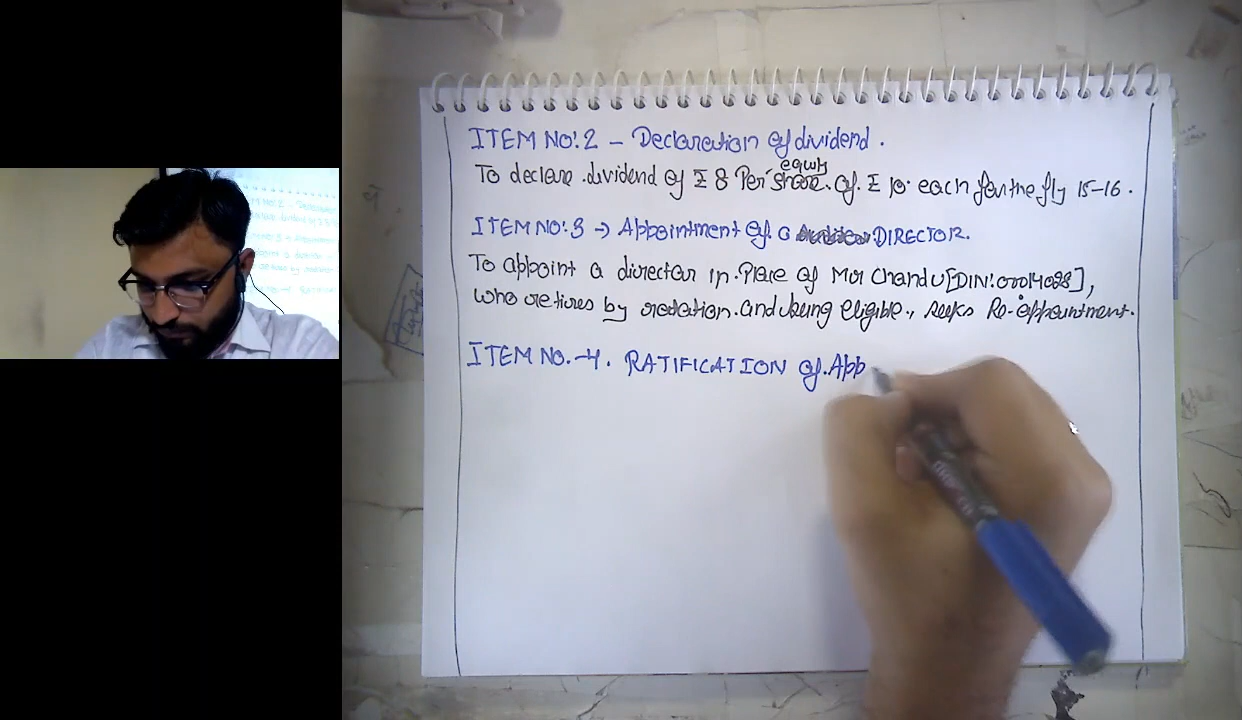 ITEM NO:2 - Declaration of dividend.
To declare dividend of ₹ 8 Per equity share of ₹ 10 each for the f/y 15-16.
ITEM NO:3 → Appointment of a DIRECTOR.
To appoint a director in Place of Mr Chandu [DIN: 00014098],
who retires by rotation and being eligible, seeks Re-appointment.
ITEM NO.-4. RATIFICATION of App